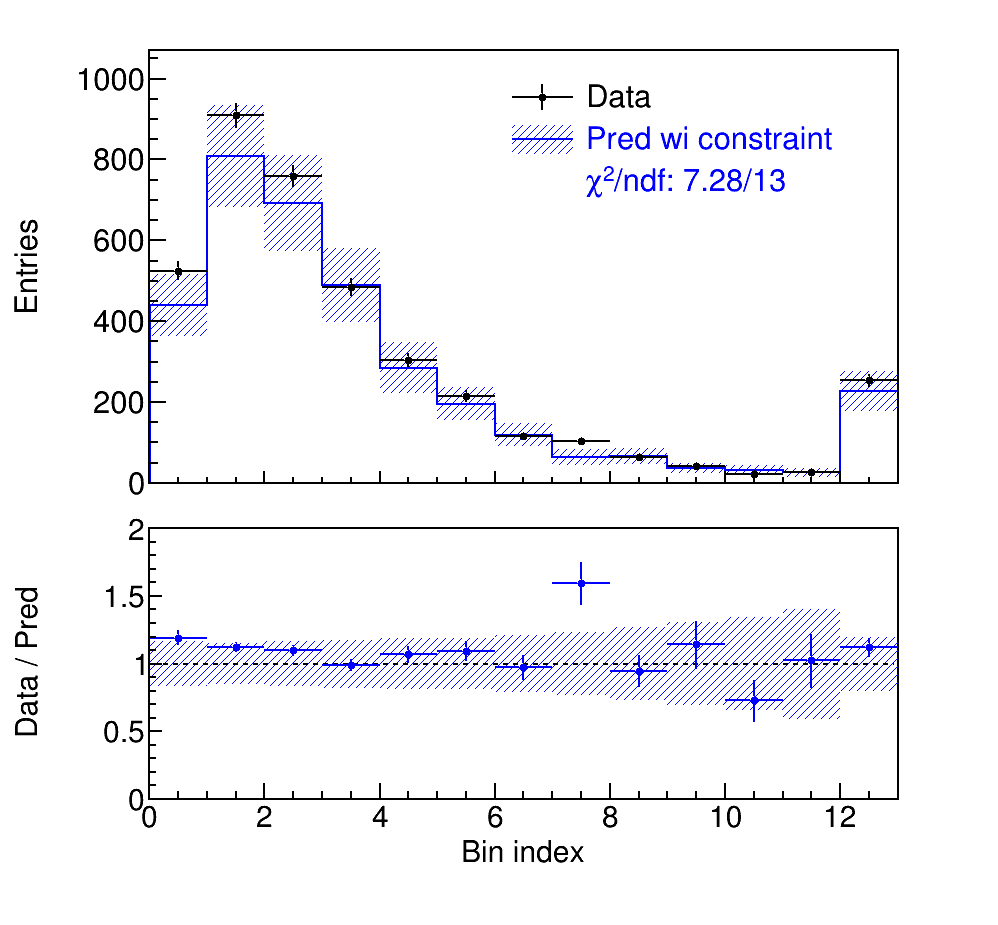 1000
800
600
400
200
0
Entries
Data
Pred wi constraint
χ²/ndf: 7.28/13
2
1.5
1
0.5
0
Data / Pred
0 2 4 6 8 10 12
Bin index